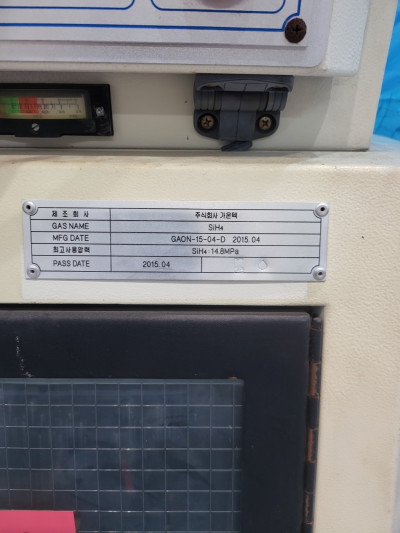 제 조 회 사 주식회사 가온텍
GAS NAME SiH4
MFG DATE GAON-15-04-D 2015.04
최고사용압력 SiH4:14.8MPa
PASS DATE 2015.04